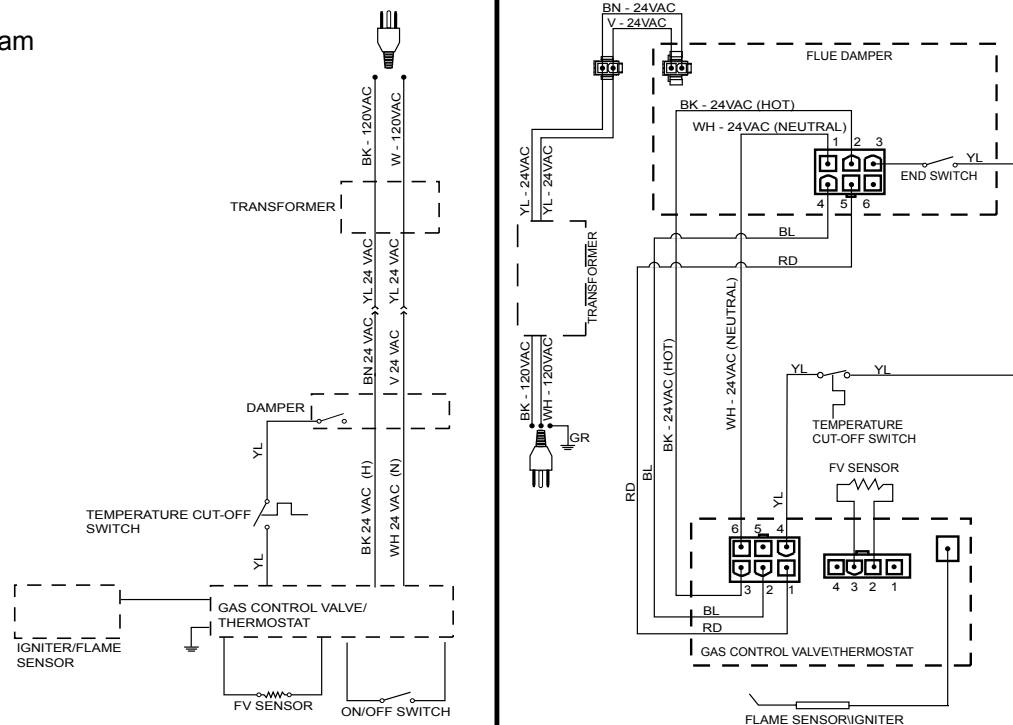 am
BK - 120VAC
W - 120VAC
TRANSFORMER
YL 24 VAC
YL 24 VAC
BN 24 VAC
V 24 VAC
DAMPER
YL
TEMPERATURE CUT-OFF
SWITCH
YL
BK 24 VAC (H)
WH 24 VAC (N)
GAS CONTROL VALVE/
THERMOSTAT
IGNITER/FLAME
SENSOR
FV SENSOR
ON/OFF SWITCH
BN - 24VAC
V - 24VAC
FLUE DAMPER
BK - 24VAC (HOT)
WH - 24VAC (NEUTRAL)
1 2 3
YL
END SWITCH
4 5 6
YL - 24VAC
YL - 24VAC
TRANSFORMER
BL
RD
BK - 120VAC
WH - 120VAC
GR
BK - 24VAC (HOT)
WH - 24VAC (NEUTRAL)
YL
YL
TEMPERATURE
CUT-OFF SWITCH
FV SENSOR
RD
BL
YL
6 5 4
3 2 1
4 3 2 1
BL
RD
GAS CONTROL VALVE\THERMOSTAT
FLAME SENSOR\IGNITER